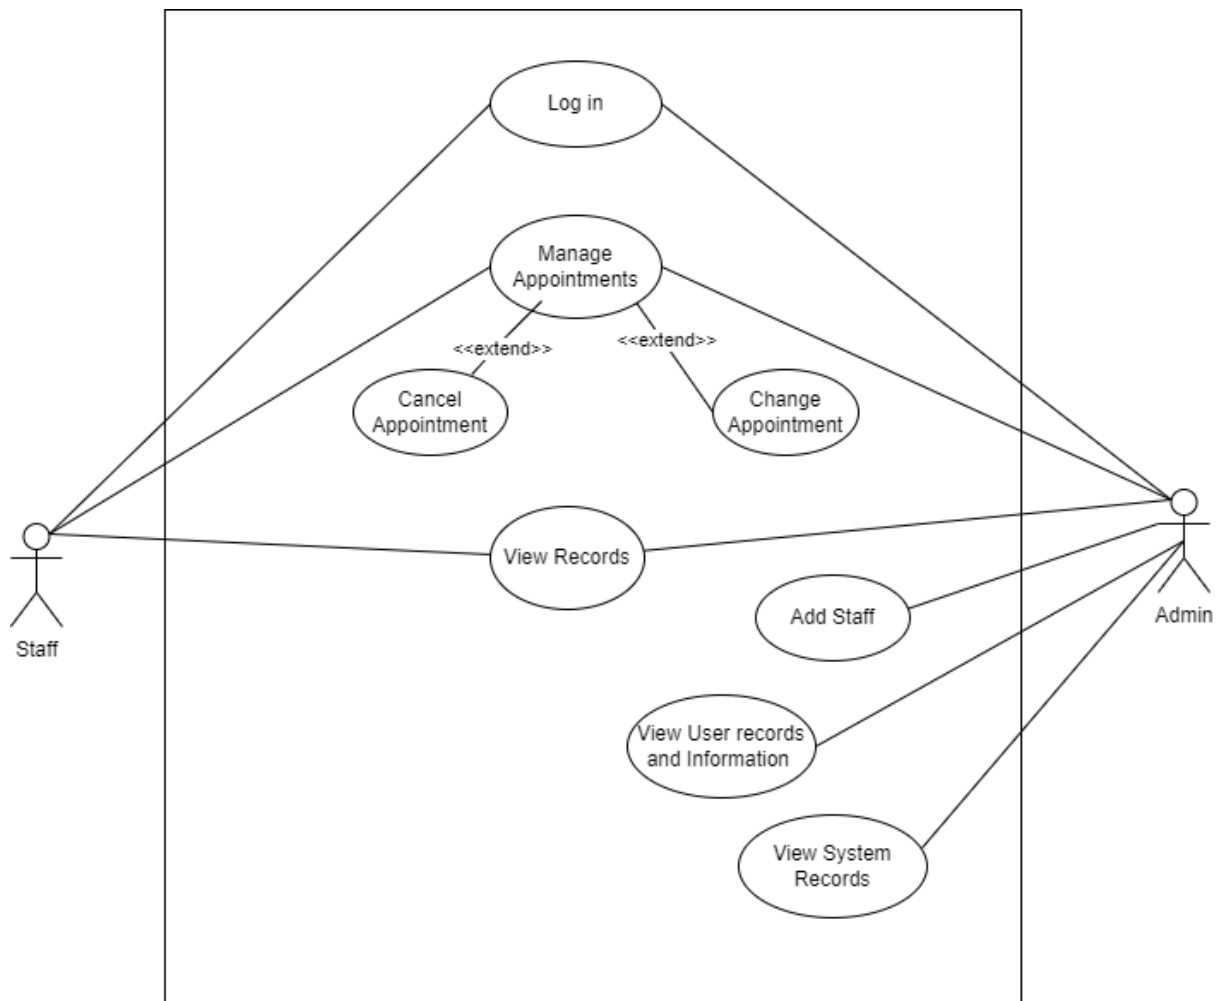 Log in
Manage
Appointments
<<extend>>
<<extend>>
Cancel
Appointment
Change
Appointment
View Records
Staff
Add Staff
Admin
View User records
and Information
View System
Records